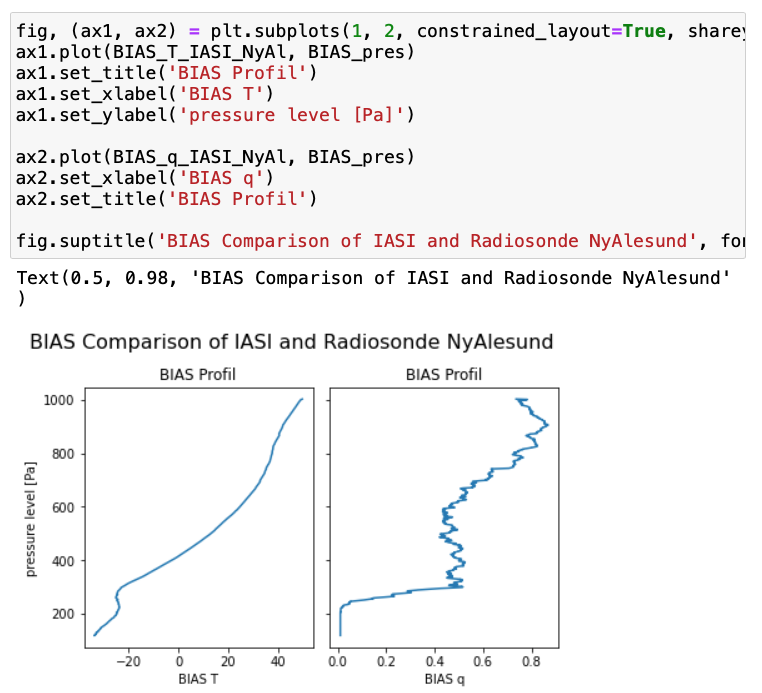 fig, (ax1, ax2) = plt.subplots(1, 2, constrained_layout=True, sharey
ax1.plot(BIAS_T_IASI_NyAl, BIAS_pres)
ax1.set_title('BIAS Profil')
ax1.set_xlabel('BIAS T')
ax1.set_ylabel('pressure level [Pa]')
ax2.plot(BIAS_q_IASI_NyAl, BIAS_pres)
ax2.set_xlabel('BIAS q')
ax2.set_title('BIAS Profil')
fig.suptitle('BIAS Comparison of IASI and Radiosonde NyAlesund', fon
Text(0.5, 0.98, 'BIAS Comparison of IASI and Radiosonde NyAlesund'
)
BIAS Comparison of IASI and Radiosonde NyAlesund
BIAS Profil
BIAS Profil
pressure level [Pa]
1000
800
600
400
200
−20 0 20 40
0.0 0.2 0.4 0.6 0.8
BIAS T
BIAS q